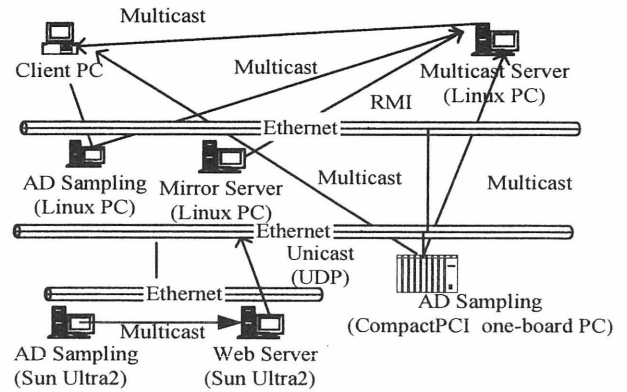 Multicast
Client PC
Multicast
Multicast Server
(Linux PC)
RMI
Ethernet
AD Sampling
(Linux PC)
Mirror Server
(Linux PC)
Multicast
Multicast
Ethernet
Unicast
(UDP)
Ethernet
AD Sampling
(CompactPCI one-board PC)
Multicast
AD Sampling
(Sun Ultra2)
Web Server
(Sun Ultra2)